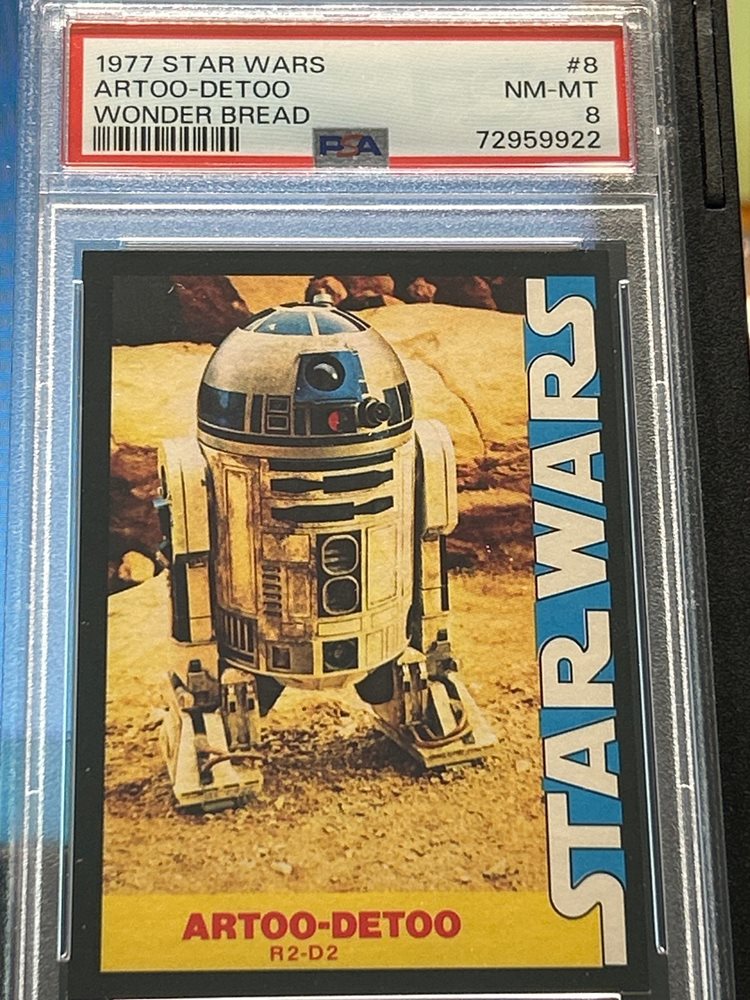 1977 STAR WARS #8
ARTOO-DETOO NM-MT
WONDER BREAD 8
PSA 72959922
STAR WARS
ARTOO-DETOO
R2-D2